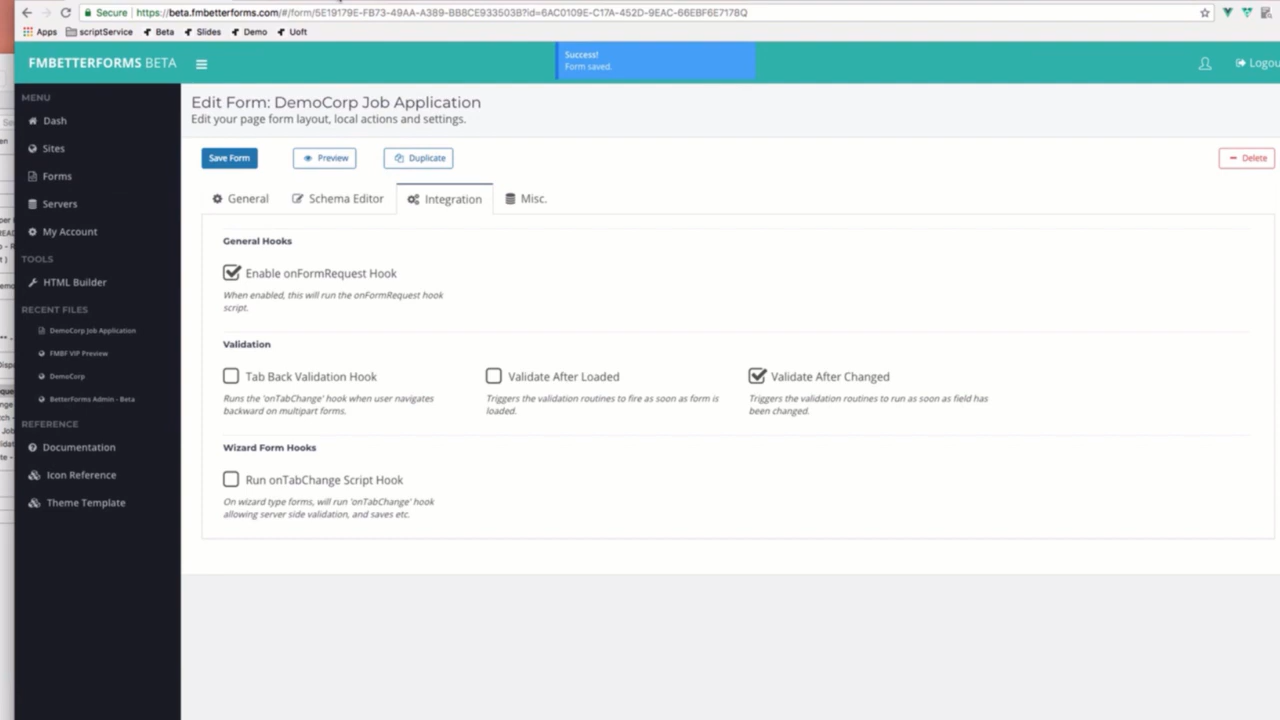 Secure https://beta.fmbetterforms.com/#/form/5E19179E-FB73-49AA-A389-BB8CE933503B?id=6AC0109E-C17A-452D-9EAC-66EBF6E7178Q
Apps scriptService Beta Slides Demo Uoft
FMBETTERFORMS BETA
Success!
Form saved.
Logou
MENU
Dash
Sites
Forms
Servers
My Account
TOOLS
HTML Builder
RECENT FILES
DemoCorp Job Application
FMBF VIP Preview
DemoCorp
BetterForms Admin - Beta
REFERENCE
Documentation
Icon Reference
Theme Template
Edit Form: DemoCorp Job Application
Edit your page form layout, local actions and settings.
Save Form Preview Duplicate Delete
General Schema Editor Integration Misc.
General Hooks
Enable onFormRequest Hook
When enabled, this will run the onFormRequest hook
script.
Validation
Tab Back Validation Hook
Runs the 'onTabChange' hook when user navigates
backward on multipart forms.
Validate After Loaded
Triggers the validation routines to fire as soon as form is
loaded.
Validate After Changed
Triggers the validation routines to run as soon as field has
been changed.
Wizard Form Hooks
Run onTabChange Script Hook
On wizard type forms, will run 'onTabChange' hook
allowing server side validation, and saves etc.